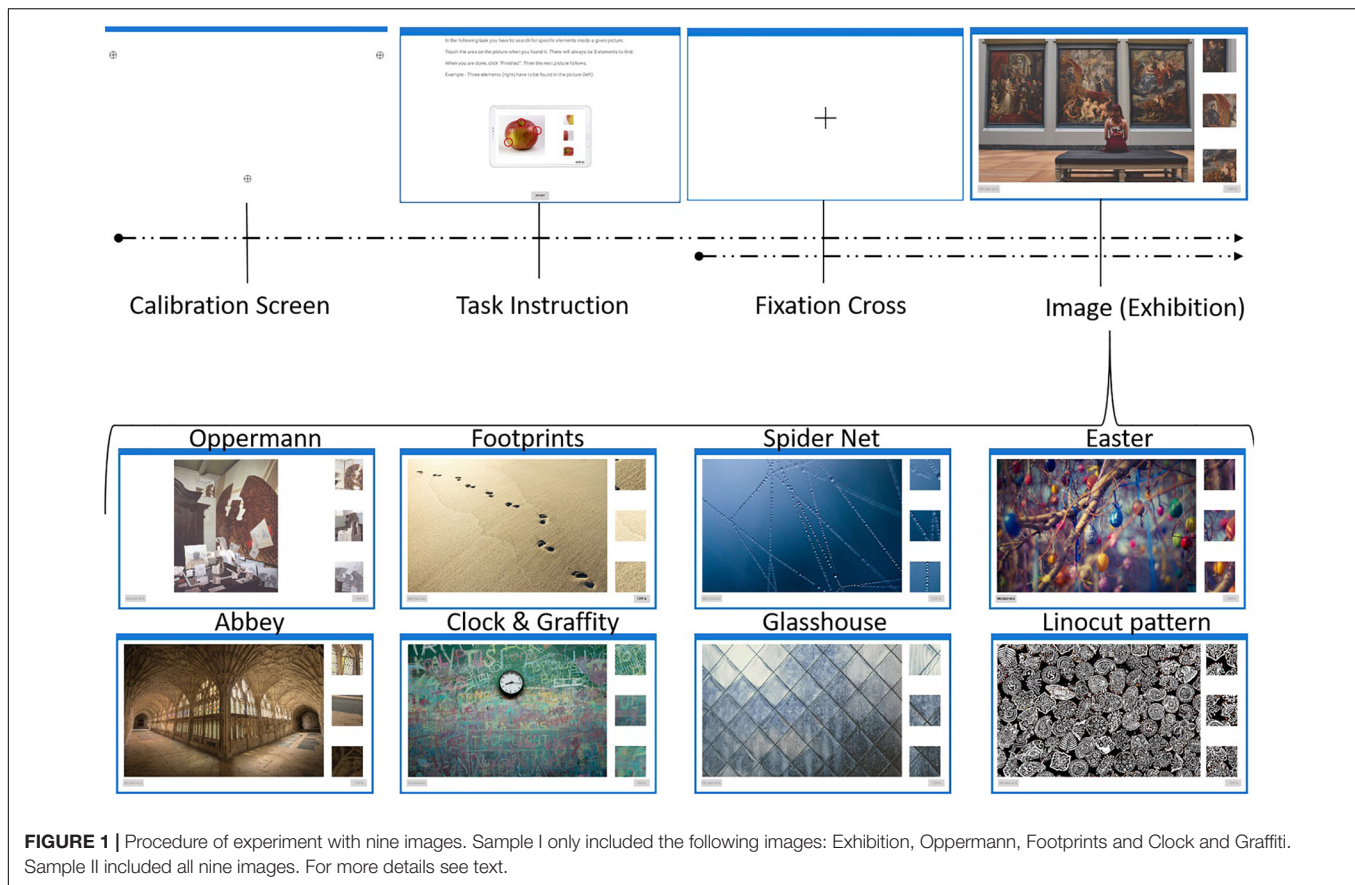 In the following task you have to search for specific elements inside a given picture.
Touch the area on the picture when you found it. There will always be 3 elements to find.
When you are done, click "Finished". Then the next picture follows.
Example - Three elements (right) have to be found in the picture (left).
Calibration Screen
Task Instruction
Fixation Cross
Image (Exhibition)
Oppermann
Footprints
Spider Net
Easter
Abbey
Clock & Graffity
Glasshouse
Linocut pattern
FIGURE 1 | Procedure of experiment with nine images. Sample I only included the following images: Exhibition, Oppermann, Footprints and Clock and Graffiti.
Sample II included all nine images. For more details see text.